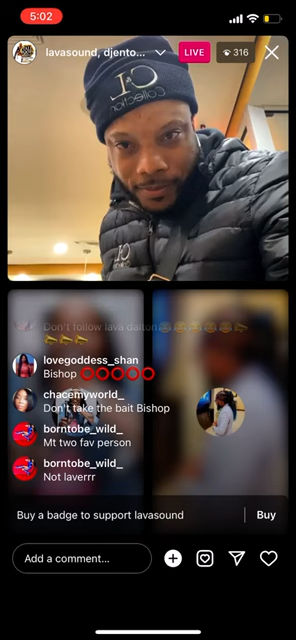 5:02
lavasound, djento...
LIVE
316
Collection
Don't follow lava dalton😂😂😂😂😂📣
📣📣📣
lovegoddess_shan
Bishop ⭕⭕⭕⭕⭕
chacemyworld_
Don't take the bait Bishop
borntobe_wild_
Mt two fav person
borntobe_wild_
Not laverrr
Buy a badge to support lavasound
Buy
Add a comment...